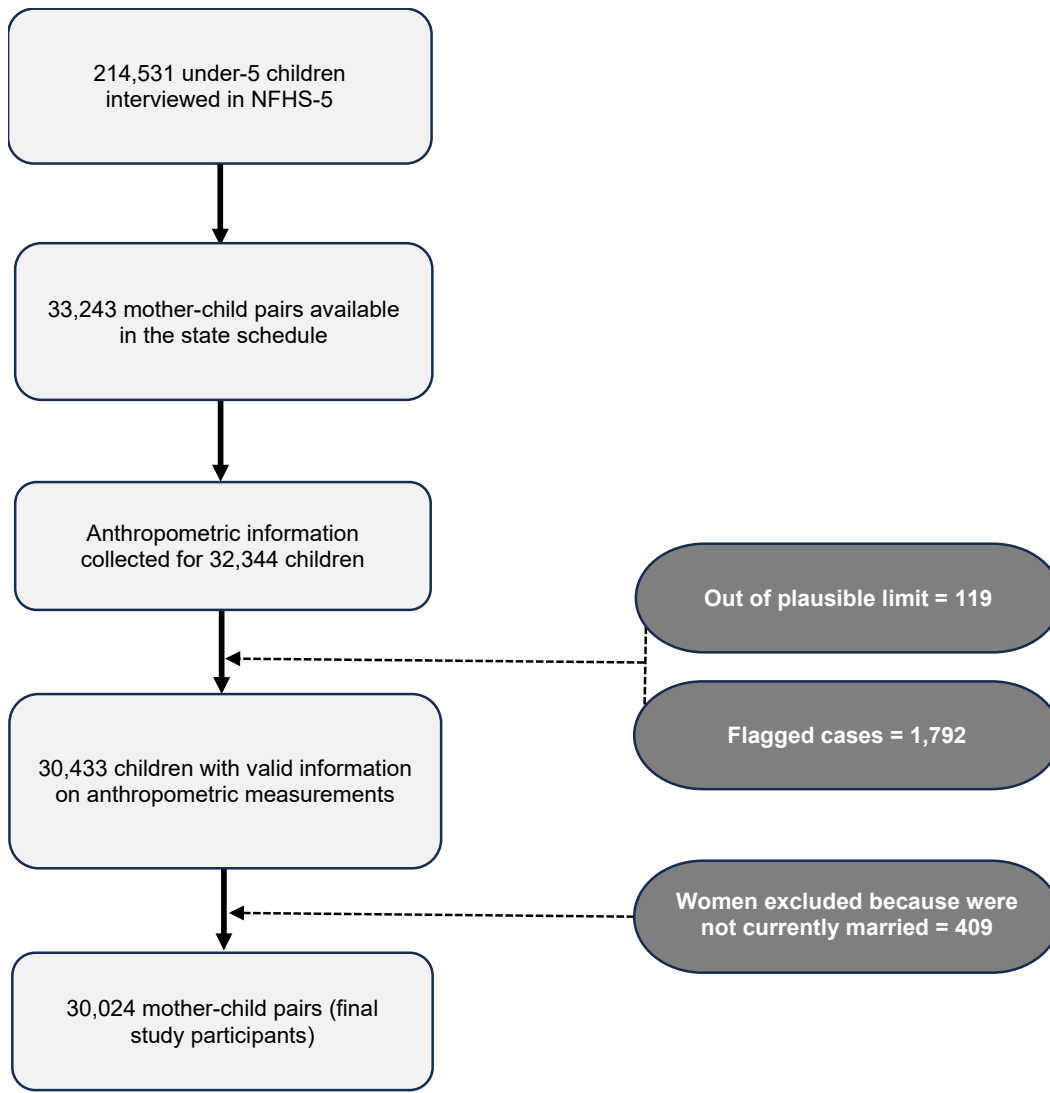 214,531 under-5 children
interviewed in NFHS-5
33,243 mother-child pairs available
in the state schedule
Anthropometric information
collected for 32,344 children
Out of plausible limit = 119
Flagged cases = 1,792
30,433 children with valid information
on anthropometric measurements
Women excluded because were
not currently married = 409
30,024 mother-child pairs (final
study participants)